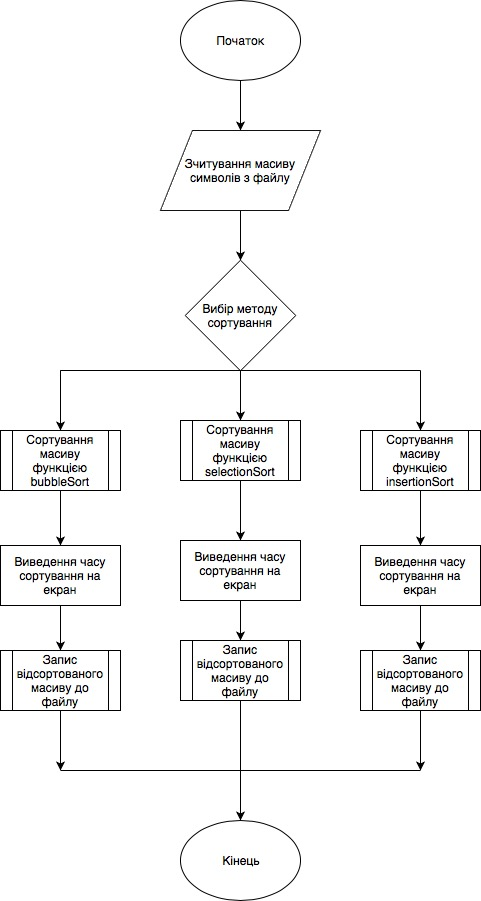 Початок
Зчитування масиву
символів з файлу
Вибір методу
сортування
Сортування
масиву
функцією
bubbleSort
Сортування
масиву
функцією
selectionSort
Сортування
масиву
функцією
insertionSort
Виведення часу
сортування на
екран
Виведення часу
сортування на
екран
Виведення часу
сортування на
екран
Запис
відсортованого
масиву до
файлу
Запис
відсортованого
масиву до
файлу
Запис
відсортованого
масиву до
файлу
Кінець